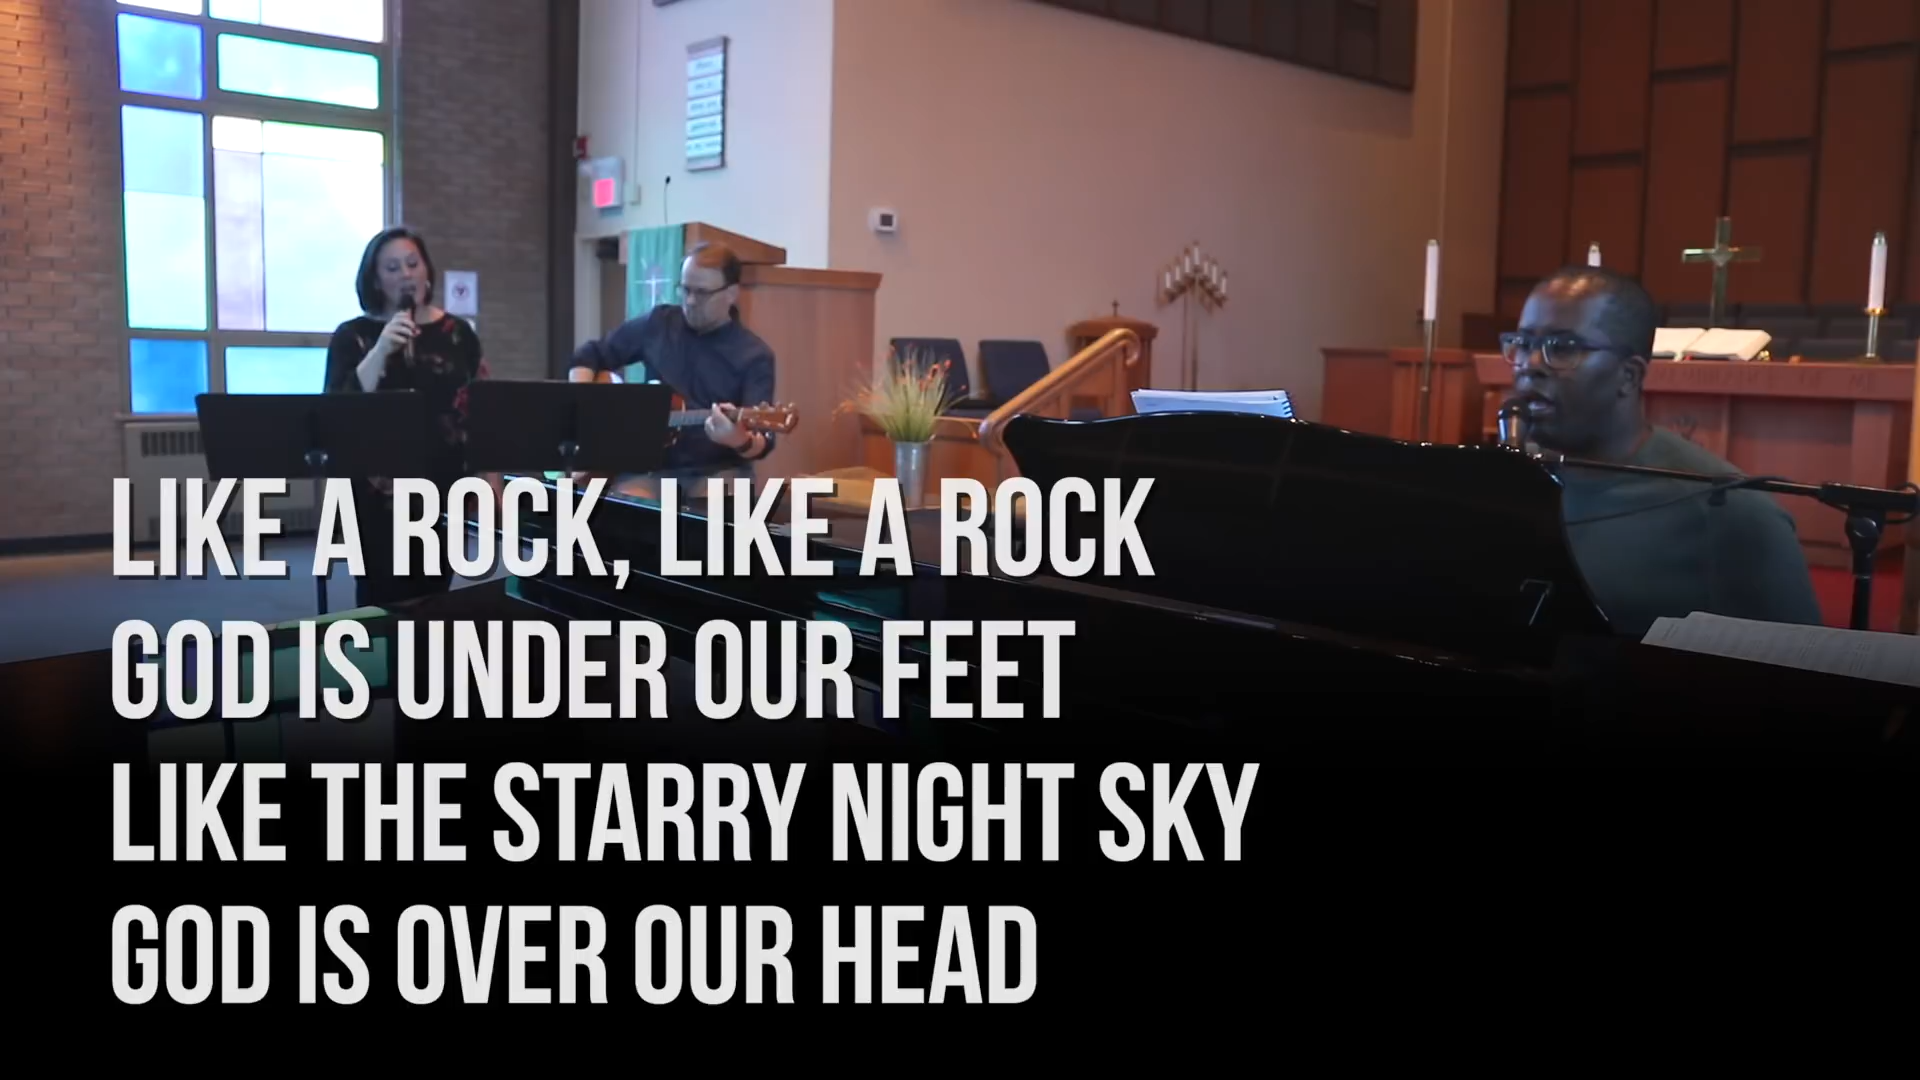 LIKE A ROCK, LIKE A ROCK
GOD IS UNDER OUR FEET
LIKE THE STARRY NIGHT SKY
GOD IS OVER OUR HEAD